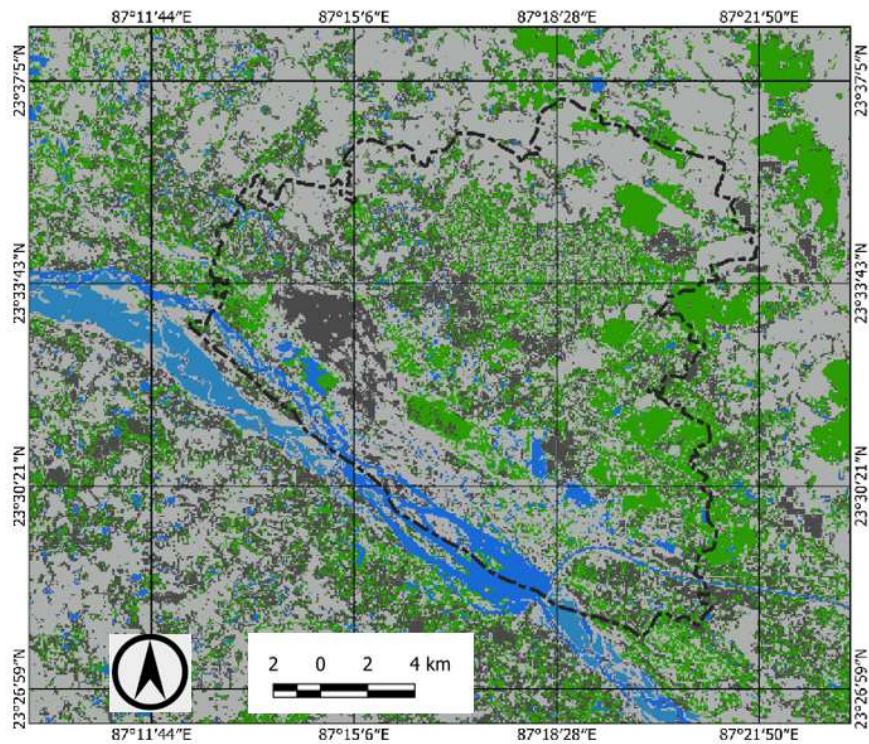 87°11′44″E 87°15′6″E 87°18′28″E 87°21′50″E
23°37′5″N 23°37′5″N
23°33′43″N 23°33′43″N
23°30′21″N 23°30′21″N
23°26′59″N 23°26′59″N
2 0 2 4 km
87°11′44″E 87°15′6″E 87°18′28″E 87°21′50″E